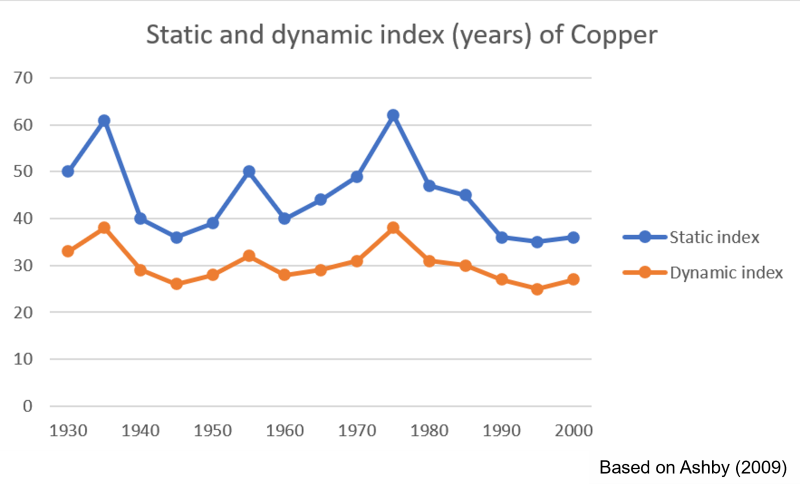 Static and dynamic index (years) of Copper
70
60
50
40
30
20
10
0
1930 1940 1950 1960 1970 1980 1990 2000
Static index
Dynamic index
Based on Ashby (2009)